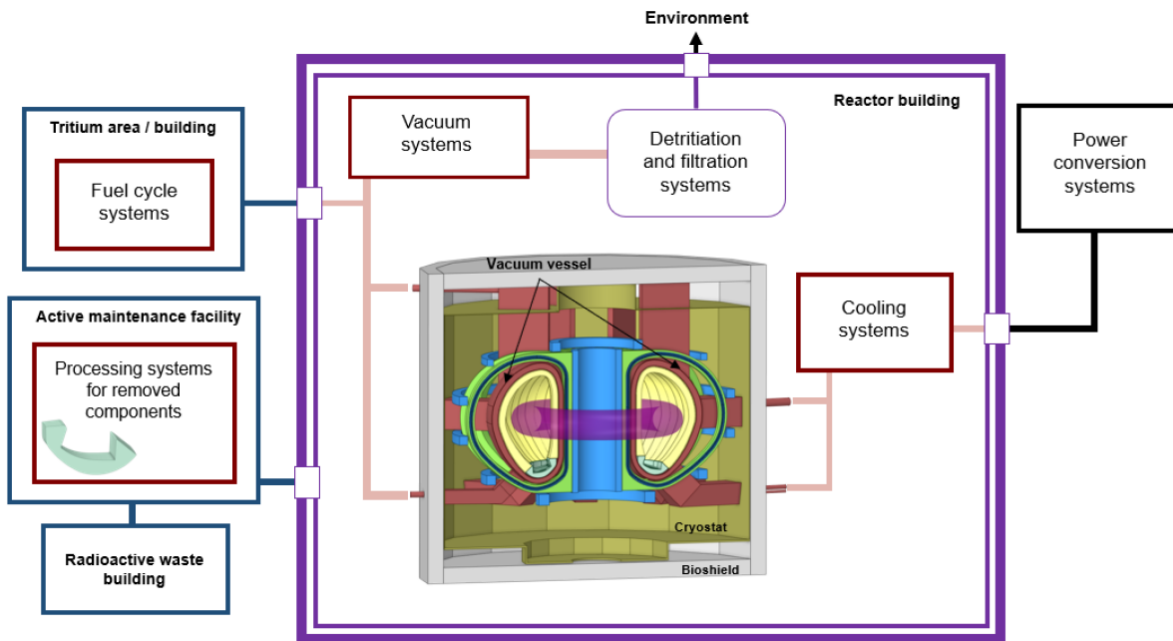 Environment
Reactor building
Tritium area / building
Fuel cycle
systems
Vacuum
systems
Detritiation
and filtration
systems
Power
conversion
systems
Vacuum vessel
Cooling
systems
Active maintenance facility
Processing systems
for removed
components
Cryostat
Bioshield
Radioactive waste
building